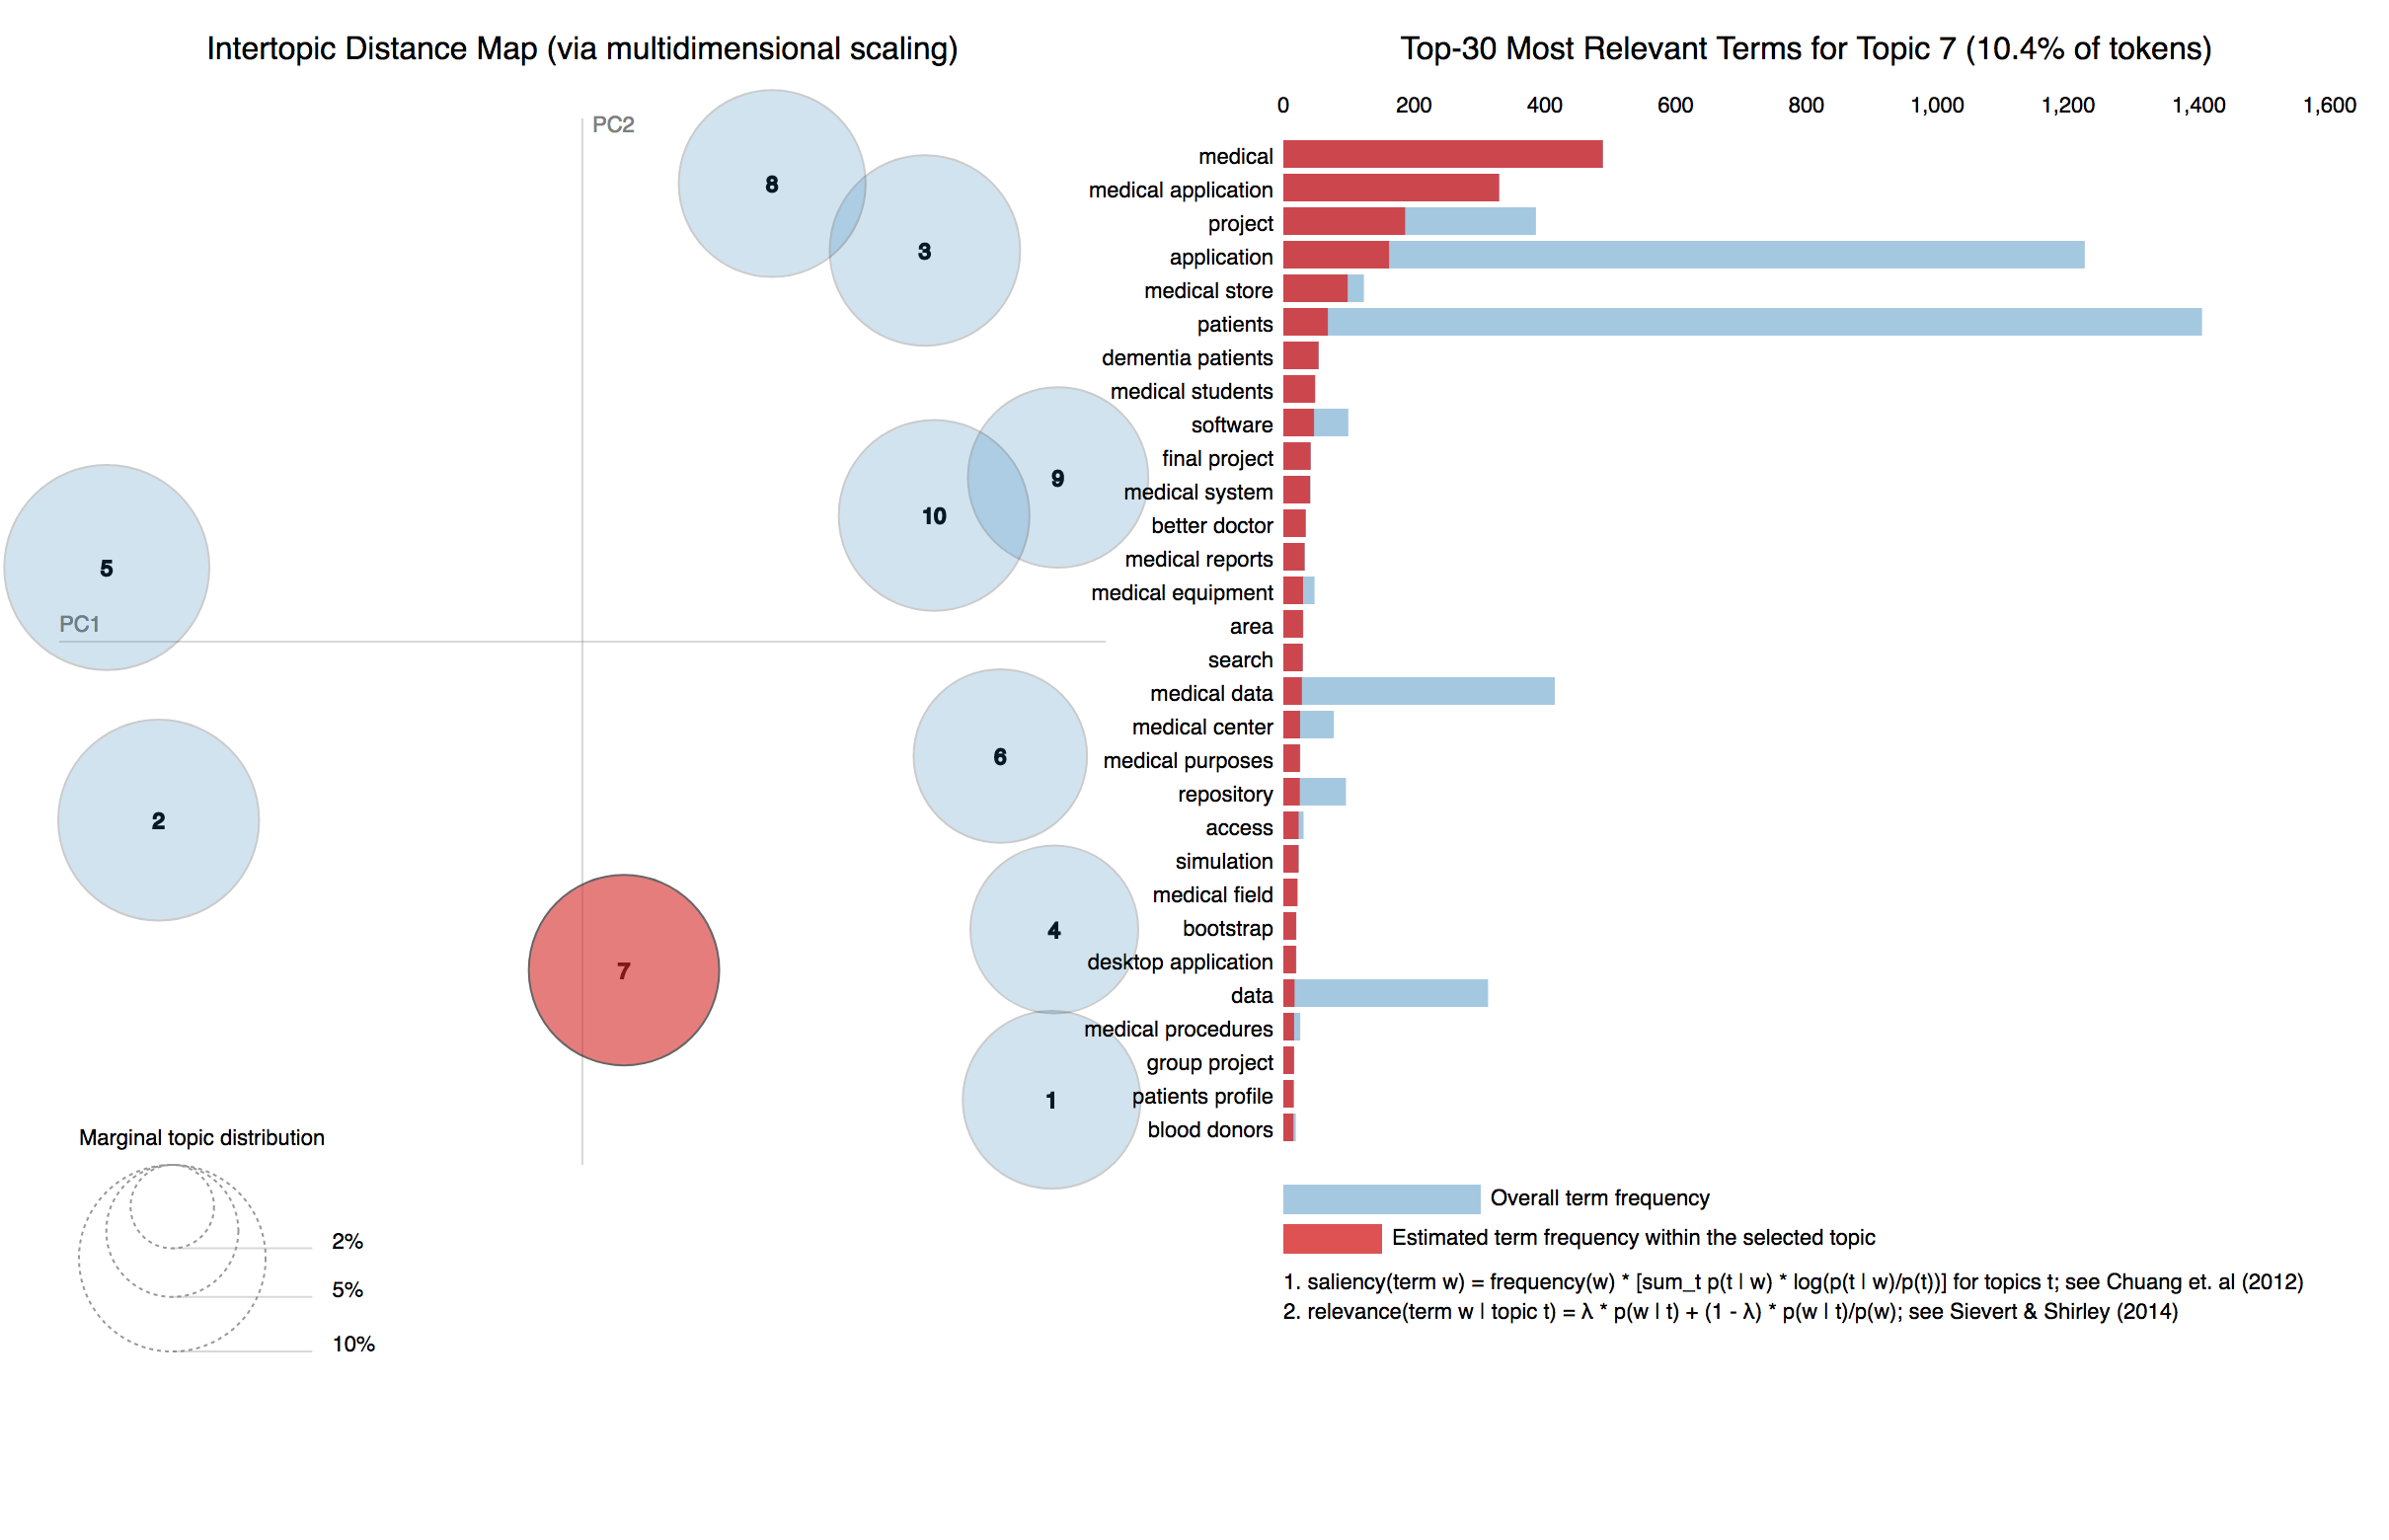 Intertopic Distance Map (via multidimensional scaling)
PC2
PC1
8
3
9
10
5
6
2
4
7
1
Marginal topic distribution
2%
5%
10%
Top-30 Most Relevant Terms for Topic 7 (10.4% of tokens)
0 200 400 600 800 1,000 1,200 1,400 1,600
medical
medical application
project
application
medical store
patients
dementia patients
medical students
software
final project
medical system
better doctor
medical reports
medical equipment
area
search
medical data
medical center
medical purposes
repository
access
simulation
medical field
bootstrap
desktop application
data
medical procedures
group project
patients profile
blood donors
Overall term frequency
Estimated term frequency within the selected topic
1. saliency(term w) = frequency(w) * [sum_t p(t | w) * log(p(t | w)/p(t))] for topics t; see Chuang et. al (2012)
2. relevance(term w | topic t) = λ * p(w | t) + (1 - λ) * p(w | t)/p(w); see Sievert & Shirley (2014)